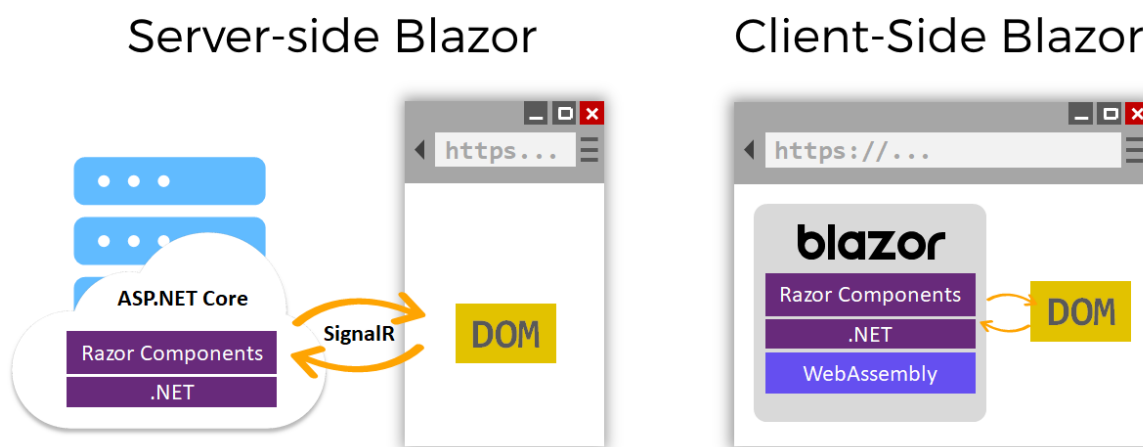 Server-side Blazor
Client-Side Blazor
https...
ASP.NET Core
Razor Components
.NET
SignalR
DOM
https://...
blazor
Razor Components
.NET
WebAssembly
DOM